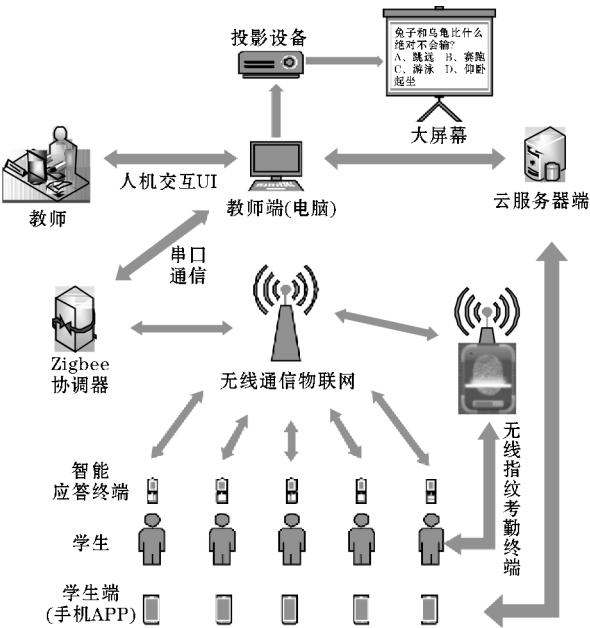 投影设备
兔子和乌龟比什么
绝对不会输?
A、跳远 B、赛跑
C、游泳 D、仰卧
起坐
大屏幕
人机交互UI
教师
教师端(电脑)
云服务器端
串口
通信
Zigbee
协调器
无线通信物联网
无线指纹考勤终端
智能
应答终端
学生
学生端
(手机APP)